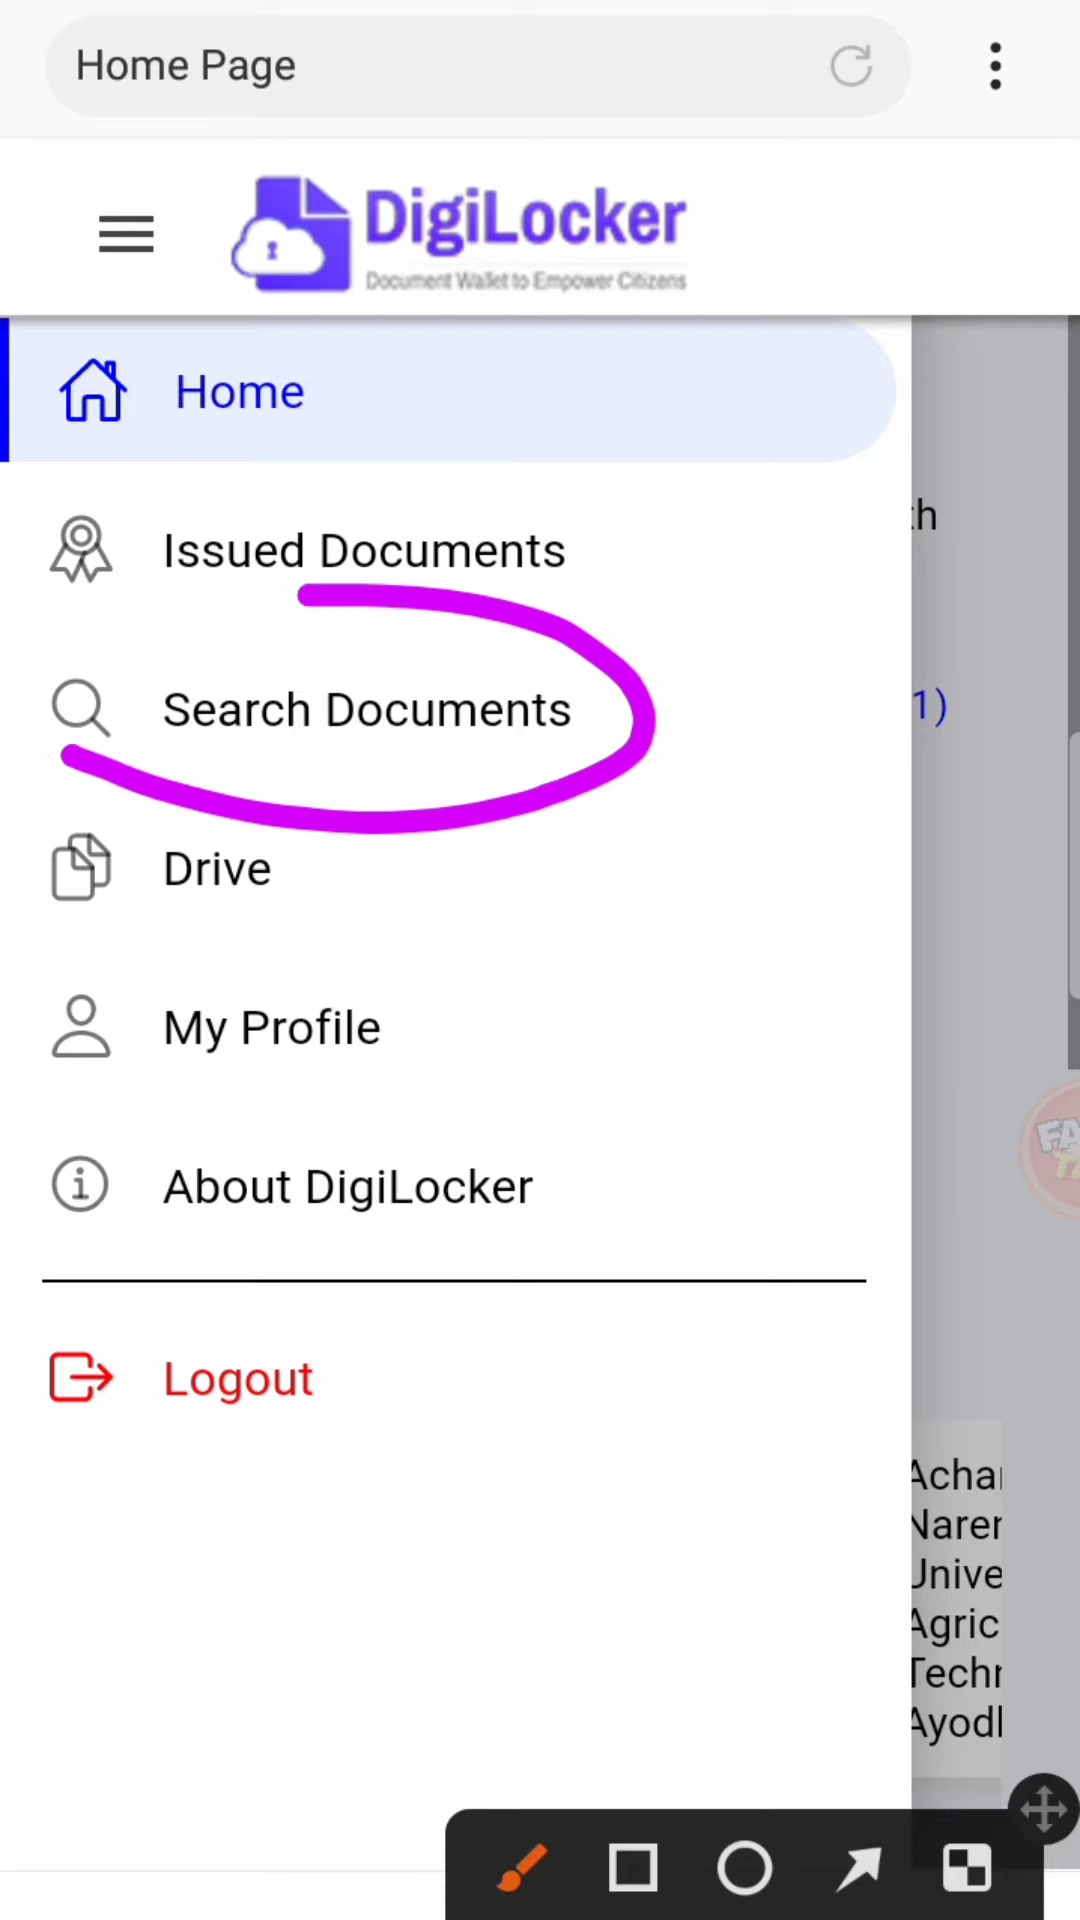 Home Page
DigiLocker
Document Wallet to Empower Citizens
Home
Issued Documents
Search Documents
1)
Drive
My Profile
About DigiLocker
Logout